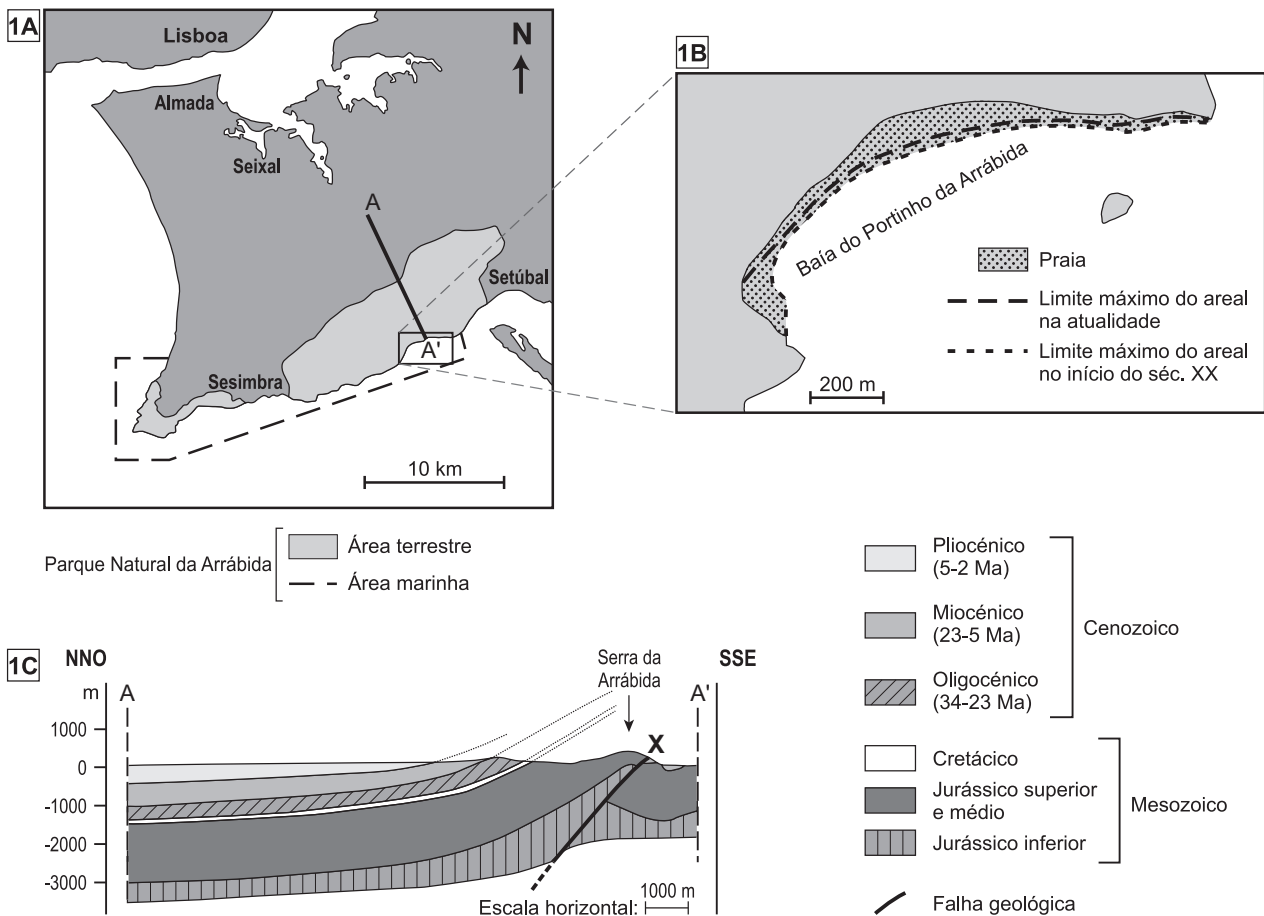 1A
Lisboa
N
Almada
Seixal
A
Setúbal
A'
Sesimbra
10 km
Parque Natural da Arrábida
Área terrestre
Área marinha
1B
Baía do Portinho da Arrábida
Praia
Limite máximo do areal
na atualidade
Limite máximo do areal
no início do séc. XX
200 m
1C
NNO
SSE
Serra da
Arrábida
m
A
A'
X
1000
0
-1000
-2000
-3000
Escala horizontal:
1000 m
Pliocénico
(5-2 Ma)
Miocénico
(23-5 Ma)
Oligocénico
(34-23 Ma)
Cenozoico
Cretácico
Jurássico superior
e médio
Jurássico inferior
Mesozoico
Falha geológica